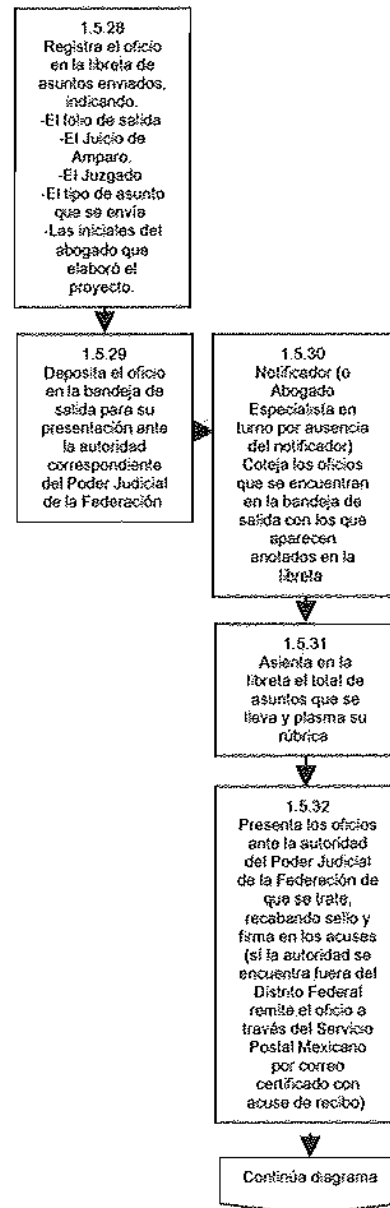 1.5.28
Registra el oficio
en la libreta de
asuntos enviados,
indicando.
-El folio de salida
-El Juicio de
Amparo.
-El Juzgado
-El tipo de asunto
que se envía
-Las iniciales del
abogado que
elaboró el
proyecto.
1.5.29
Deposita el oficio
en la bandeja de
salida para su
presentación ante
la autoridad
correspondiente
del Poder Judicial
de la Federación
1.5.30
Notificador (o
Abogado
Especialista en
turno por ausencia
del notificador)
Coteja los oficios
que se encuentran
en la bandeja de
salida con los que
aparecen
anotados en la
libreta
1.5.31
Asienta en la
libreta el total de
asuntos que se
lleva y plasma su
rúbrica
1.5.32
Presenta los oficios
ante la autoridad
del Poder Judicial
de la Federación de
que se trate,
recabando sello y
firma en los acuses
(si la autoridad se
encuentra fuera del
Distrito Federal
remite el oficio a
través del Servicio
Postal Mexicano
por correo
certificado con
acuse de recibo)
Continúa diagrama